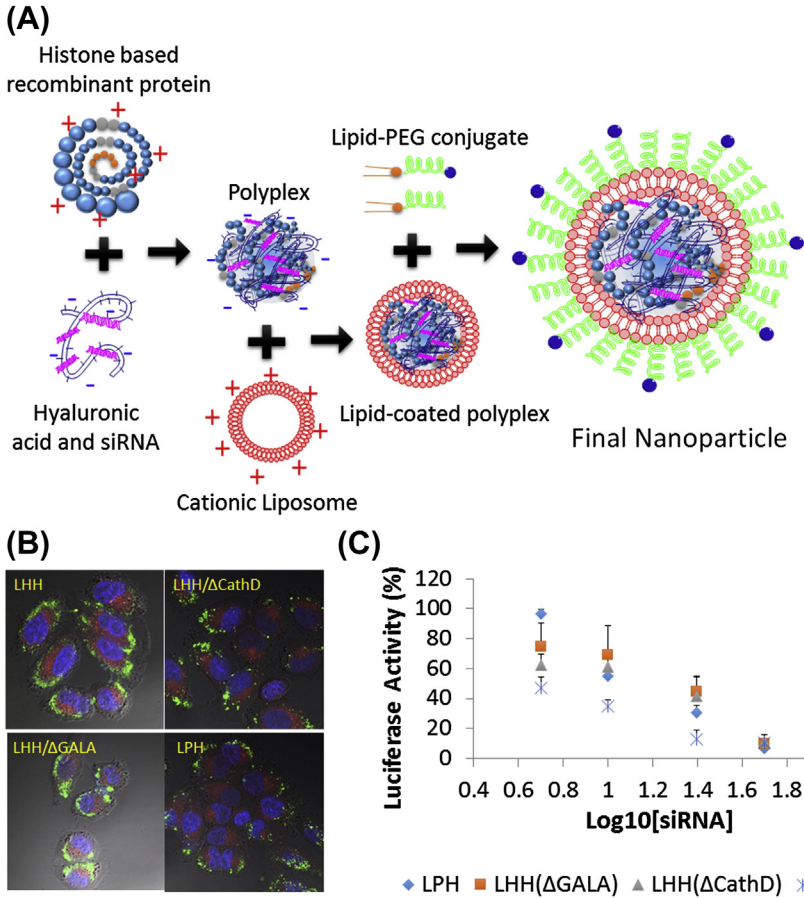 (A)
Histone based
recombinant protein
Lipid-PEG conjugate
Polyplex
Hyaluronic
acid and siRNA
Lipid-coated polyplex
Cationic Liposome
Final Nanoparticle
(B)
LHH
LHH/ΔCathD
LHH/ΔGALA
LPH
(C)
Luciferase Activity (%)
120
100
80
60
40
20
0
0.4 0.6 0.8 1 1.2 1.4 1.6 1.8
Log10[siRNA]
LPH LHH(ΔGALA) LHH(ΔCathD)